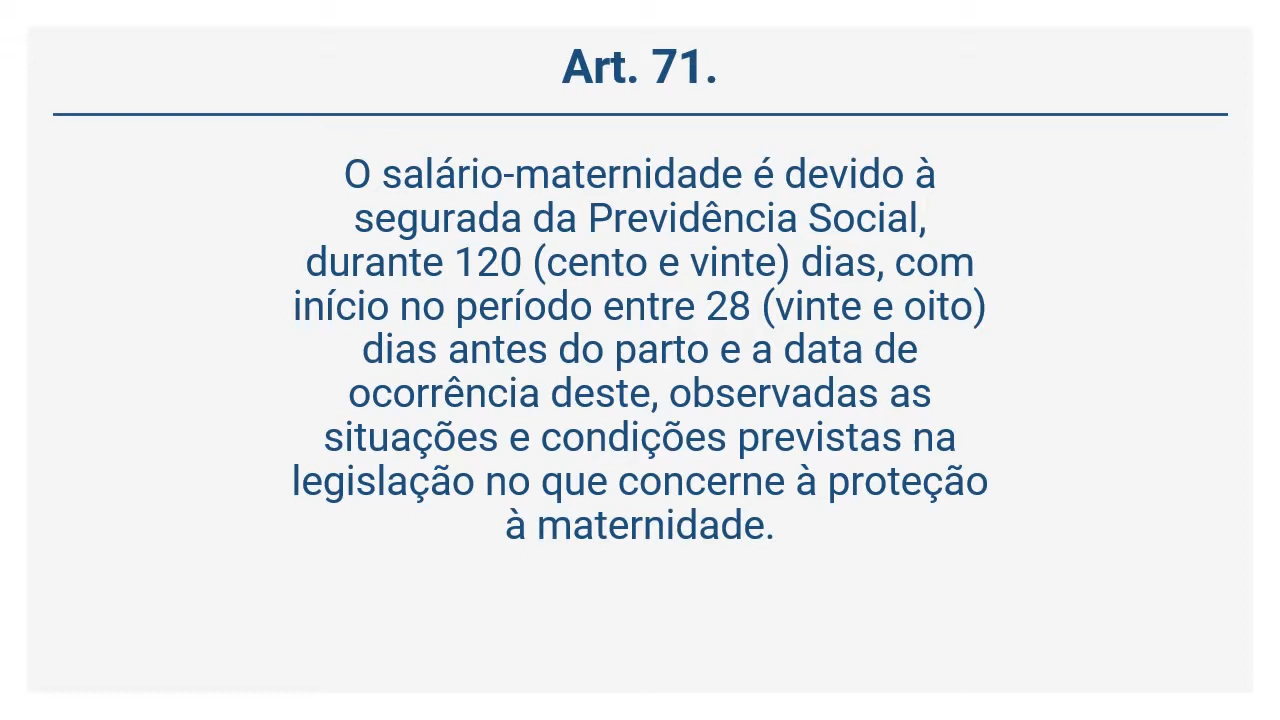 Art. 71.
O salário-maternidade é devido à
segurada da Previdência Social,
durante 120 (cento e vinte) dias, com
início no período entre 28 (vinte e oito)
dias antes do parto e a data de
ocorrência deste, observadas as
situações e condições previstas na
legislação no que concerne à proteção
à maternidade.